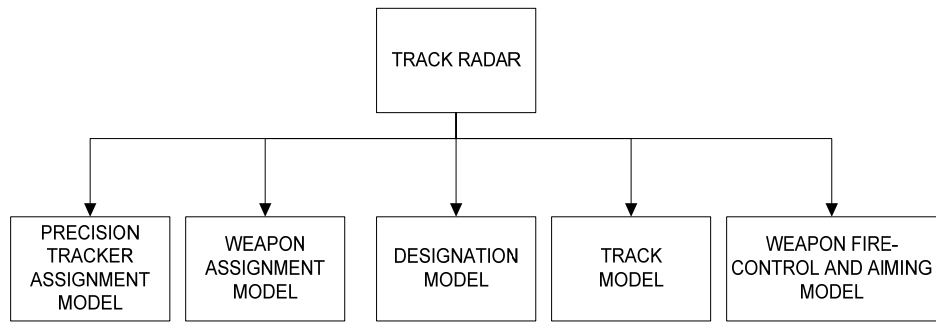 TRACK RADAR
PRECISION
TRACKER
ASSIGNMENT
MODEL
WEAPON
ASSIGNMENT
MODEL
DESIGNATION
MODEL
TRACK
MODEL
WEAPON FIRE-
CONTROL AND AIMING
MODEL